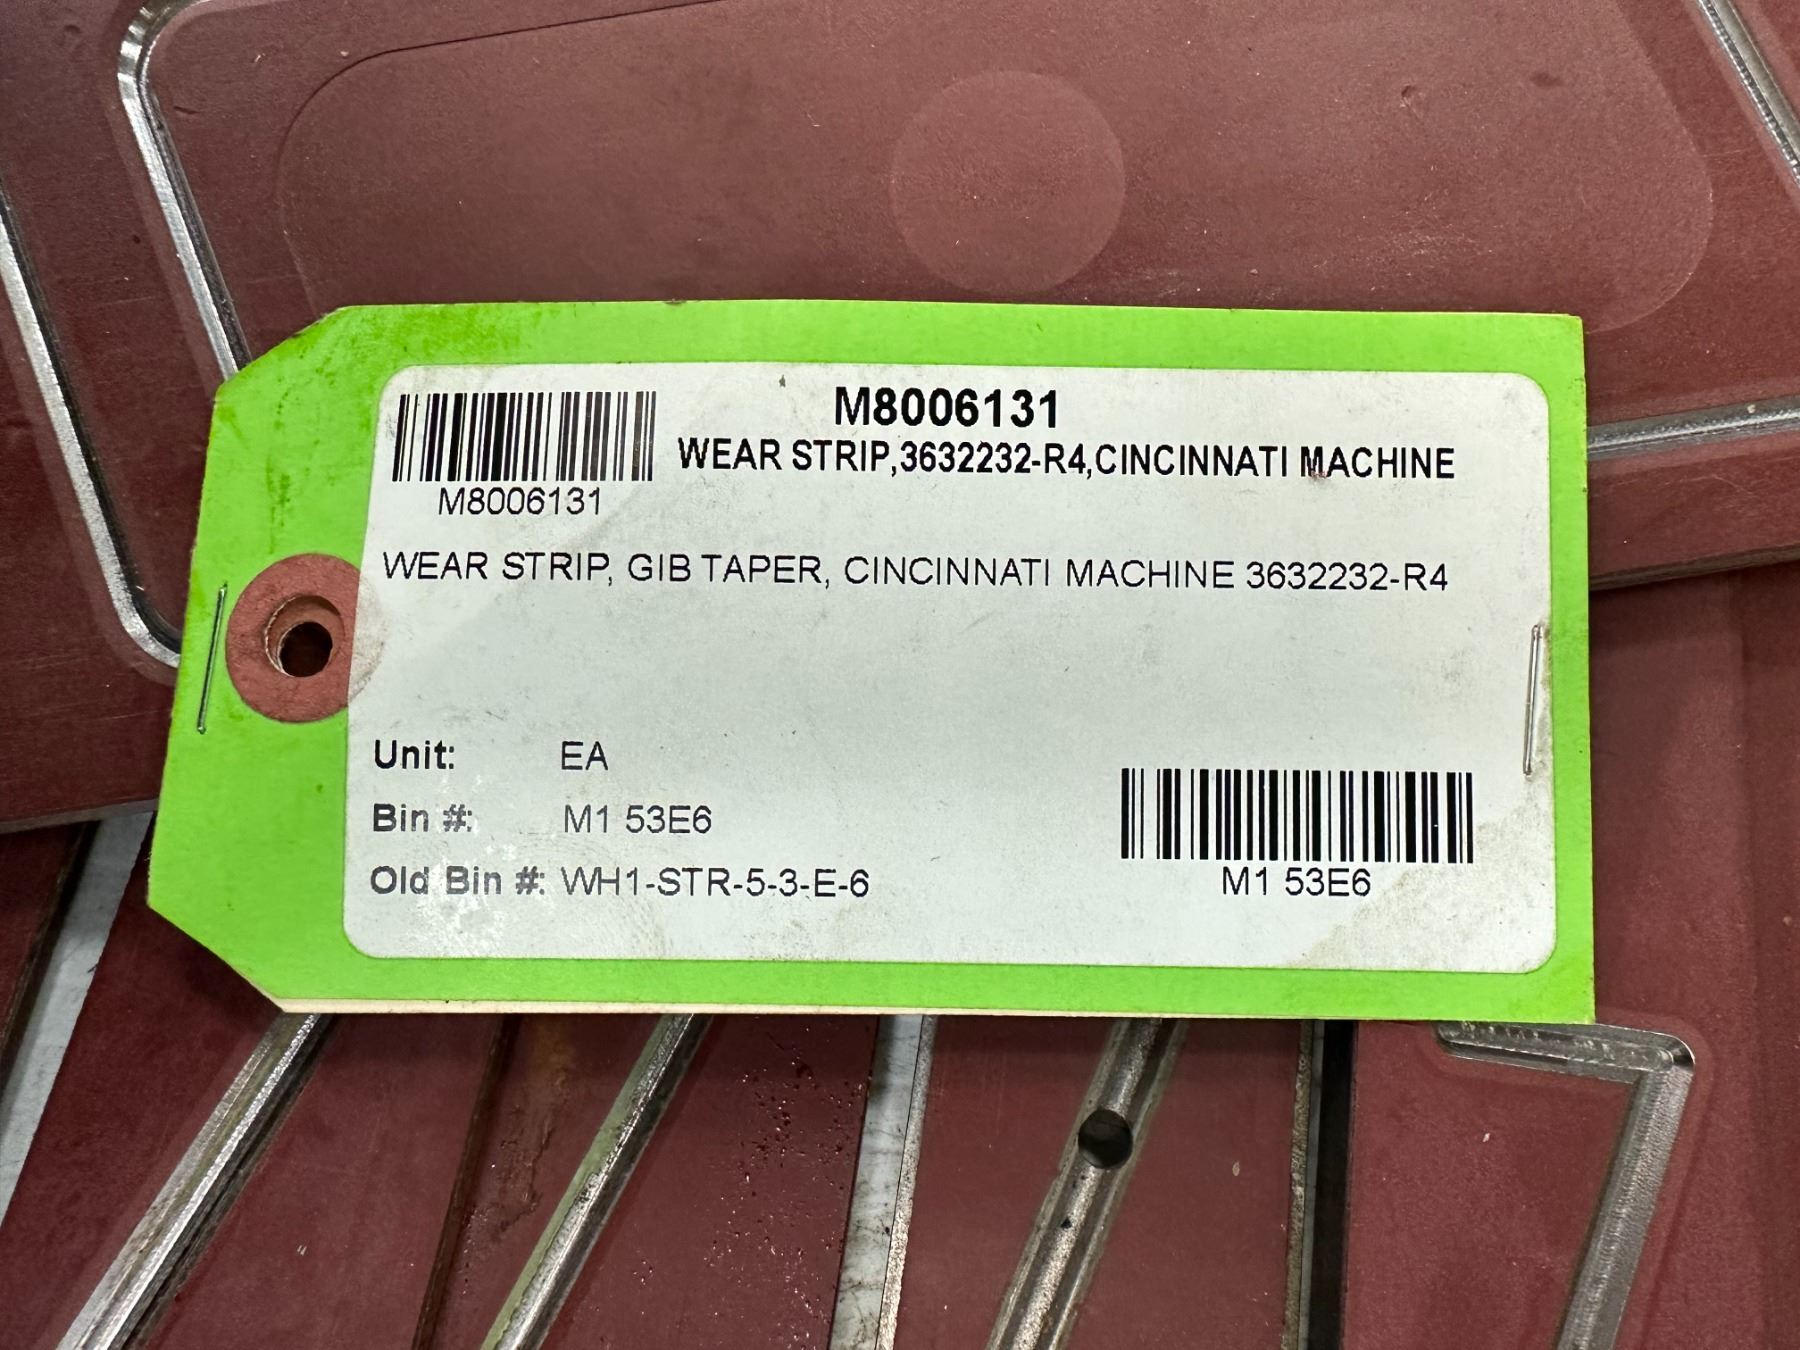 M8006131
WEAR STRIP,3632232-R4,CINCINNATI MACHINE
M8006131
WEAR STRIP, GIB TAPER, CINCINNATI MACHINE 3632232-R4
Unit: EA
Bin #: M1 53E6
Old Bin #: WH1-STR-5-3-E-6
M1 53E6